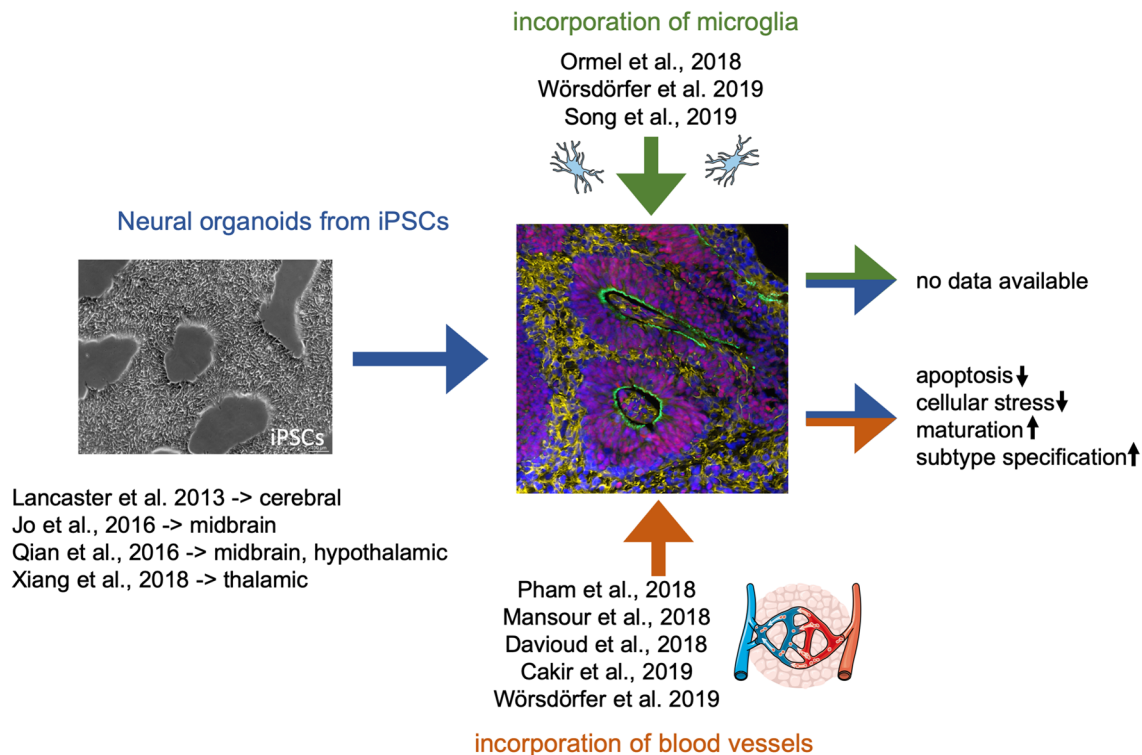 incorporation of microglia
Ormel et al., 2018
Wörsdörfer et al. 2019
Song et al., 2019
Neural organoids from iPSCs
iPSCs
Lancaster et al. 2013 -> cerebral
Jo et al., 2016 -> midbrain
Qian et al., 2016 -> midbrain, hypothalamic
Xiang et al., 2018 -> thalamic
no data available
apoptosis↓
cellular stress↓
maturation↑
subtype specification↑
Pham et al., 2018
Mansour et al., 2018
Davioud et al., 2018
Cakir et al., 2019
Wörsdörfer et al. 2019
incorporation of blood vessels